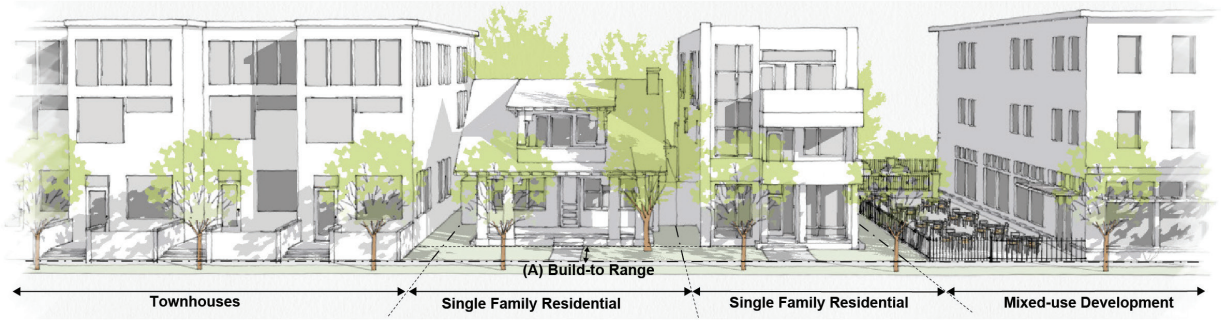 (A) Build-to Range
Townhouses
Single Family Residential
Single Family Residential
Mixed-use Development